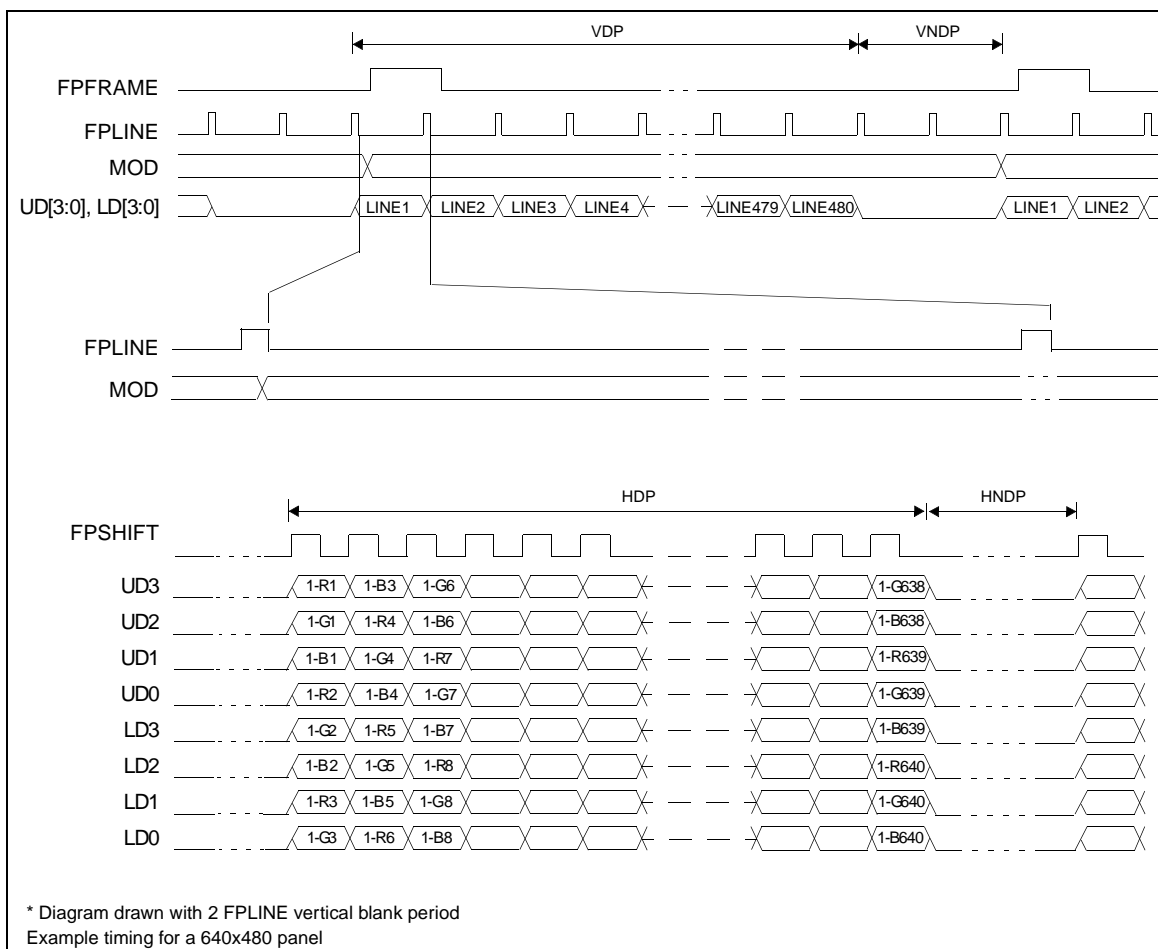 VDP VNDP
FPFRAME
FPLINE
MOD
UD[3:0], LD[3:0] LINE1 LINE2 LINE3 LINE4 LINE479 LINE480 LINE1 LINE2
FPLINE
MOD
HDP HNDP
FPSHIFT
UD3 1-R1 1-B3 1-G6 1-G638
UD2 1-G1 1-R4 1-B6 1-B638
UD1 1-B1 1-G4 1-R7 1-R639
UD0 1-R2 1-B4 1-G7 1-G639
LD3 1-G2 1-R5 1-B7 1-B639
LD2 1-B2 1-G5 1-R8 1-R640
LD1 1-R3 1-B5 1-G8 1-G640
LD0 1-G3 1-R6 1-B8 1-B640
* Diagram drawn with 2 FPLINE vertical blank period
Example timing for a 640x480 panel